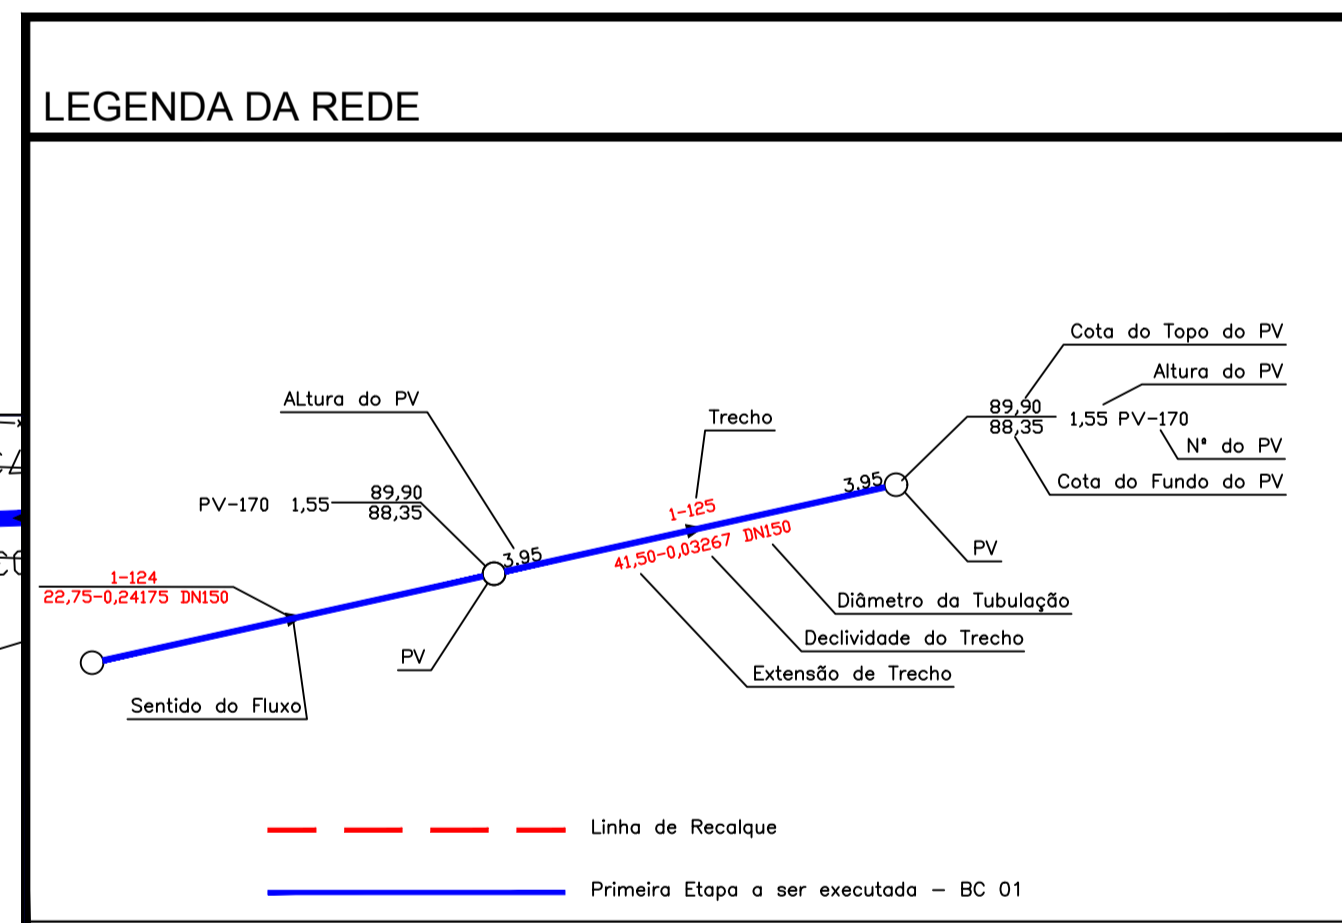 LEGENDA DA REDE
Cota do Topo do PV
Altura do PV
89,90
88,35
1,55 PV-170
Nº do PV
Cota do Fundo do PV
ALtura do PV
Trecho
PV-170 1,55
89,90
88,35
3.95
3.95
1-125
41,50-0,03267 DN150
PV
1-124
22,75-0,24175 DN150
Diâmetro da Tubulação
Declividade do Trecho
Extensão de Trecho
PV
Sentido do Fluxo
Linha de Recalque
Primeira Etapa a ser executada - BC 01